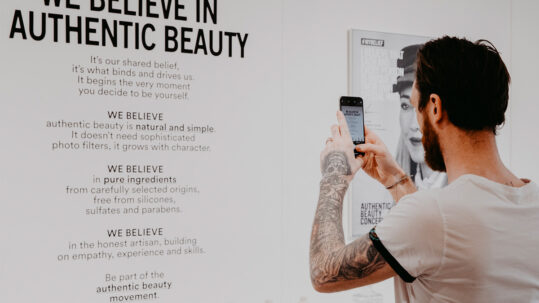 WE BELIEVE IN
AUTHENTIC BEAUTY
It's our shared belief,
it's what binds and drives us.
It begins the very moment
you decide to be yourself.
WE BELIEVE
authentic beauty is natural and simple.
It doesn't need sophisticated
photo filters, it grows with character.
WE BELIEVE
in pure ingredients
from carefully selected origins,
free from silicones,
sulfates and parabens.
WE BELIEVE
in the honest artisan, building
on empathy, experience and skills.
Be part of the
authentic beauty
movement.
AUTHENTIC
BEAUTY
CONCEPT